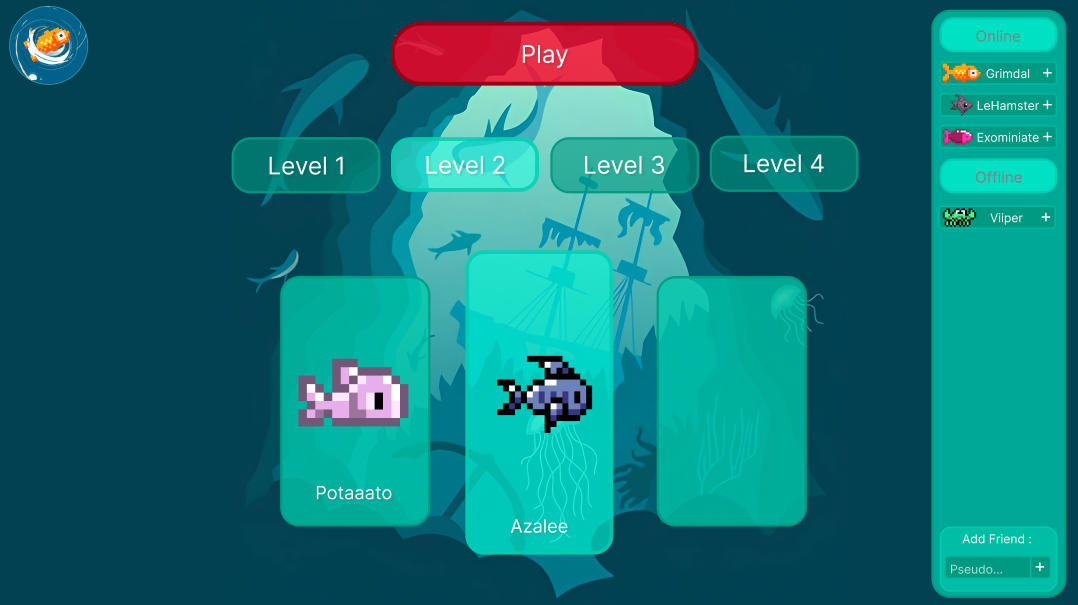 Play
Level 1
Level 2
Level 3
Level 4
Potaaato
Azalee
Online
Grimdal +
LeHamster +
Exominiate +
Offline
Viiper +
Add Friend :
Pseudo... +